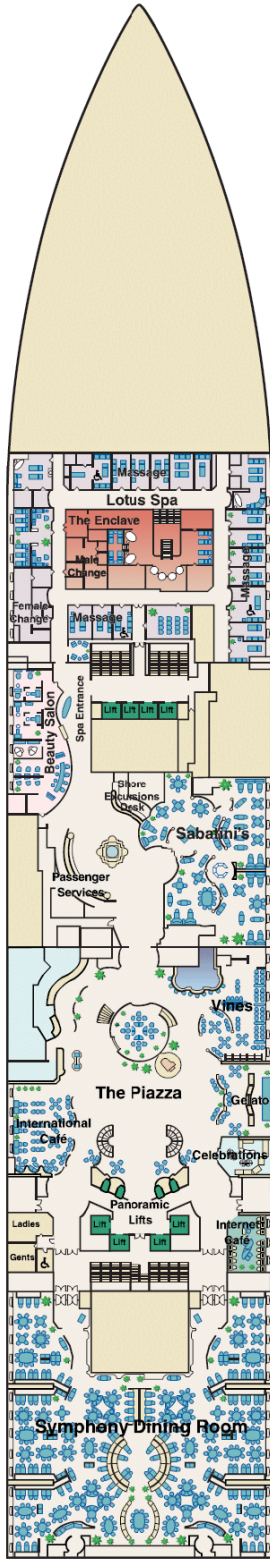 Massage
Lotus Spa
The Enclave
Male
Change
Massage
Female
Change
Massage
Spa Entrance
Beauty Salon
Lift
Lift
Lift
Lift
Shore
Excursions
Desk
Sabatini's
Passenger
Services
Vines
The Piazza
Gelato
International
Café
Celebrations
Panoramic
Lifts
Ladies
Lift
Lift
Internet
Café
Lift
Lift
Gents
Symphony Dining Room